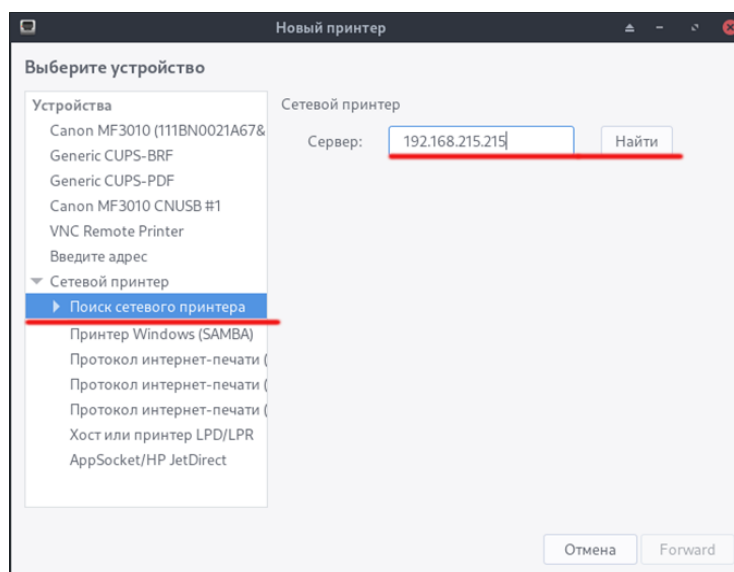 Новый принтер
Выберите устройство
Устройства
Canon MF3010 (111BN0021A67&
Generic CUPS-BRF
Generic CUPS-PDF
Canon MF3010 CNUSB #1
VNC Remote Printer
Введите адрес
Сетевой принтер
Поиск сетевого принтера
Принтер Windows (SAMBA)
Протокол интернет-печати (
Протокол интернет-печати (
Протокол интернет-печати (
Хост или принтер LPD/LPR
AppSocket/HP JetDirect
Сетевой принтер
Сервер: 192.168.215.215 Найти
Отмена Forward